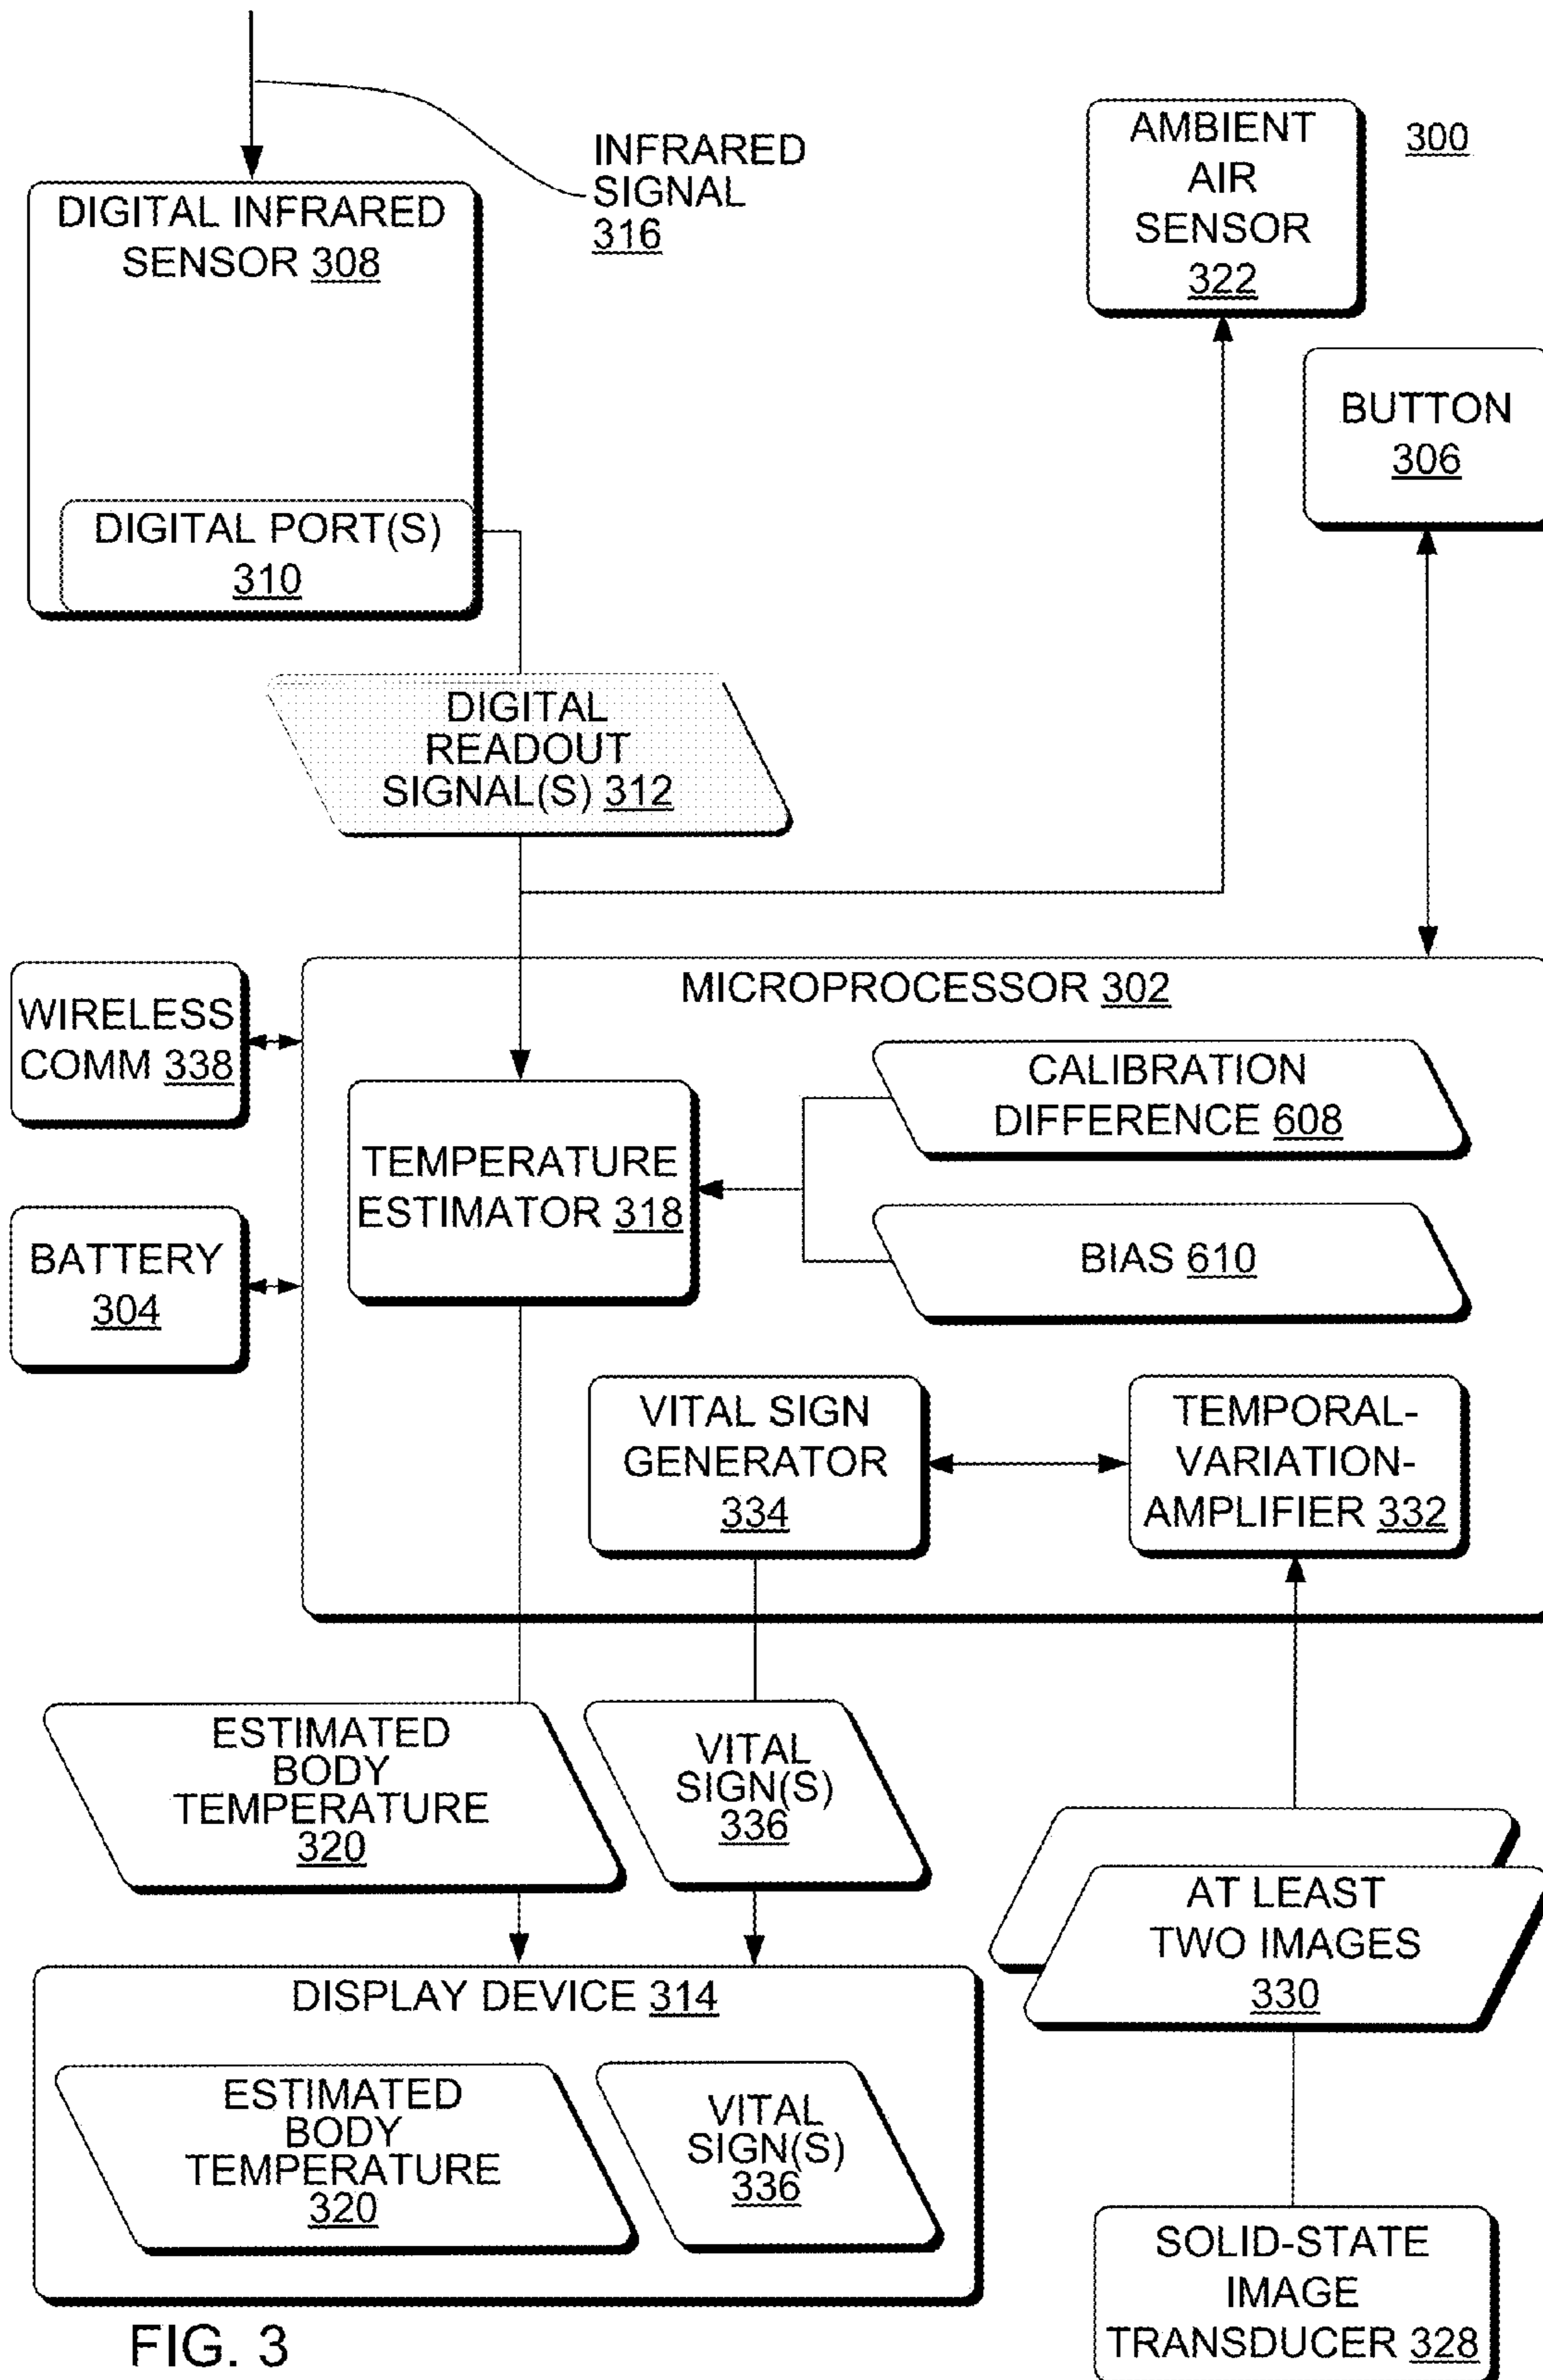 INFRARED
SIGNAL
316
AMBIENT
AIR
SENSOR
322
300
DIGITAL INFRARED
SENSOR 308
BUTTON
306
DIGITAL PORT(S)
310
DIGITAL
READOUT
SIGNAL(S) 312
MICROPROCESSOR 302
WIRELESS
COMM 338
CALIBRATION
DIFFERENCE 608
TEMPERATURE
ESTIMATOR 318
BATTERY
304
BIAS 610
VITAL SIGN
GENERATOR
334
TEMPORAL-
VARIATION-
AMPLIFIER 332
ESTIMATED
BODY
TEMPERATURE
320
VITAL
SIGN(S)
336
AT LEAST
TWO IMAGES
330
DISPLAY DEVICE 314
ESTIMATED
BODY
TEMPERATURE
320
VITAL
SIGN(S)
336
SOLID-STATE
IMAGE
TRANSDUCER 328
FIG. 3